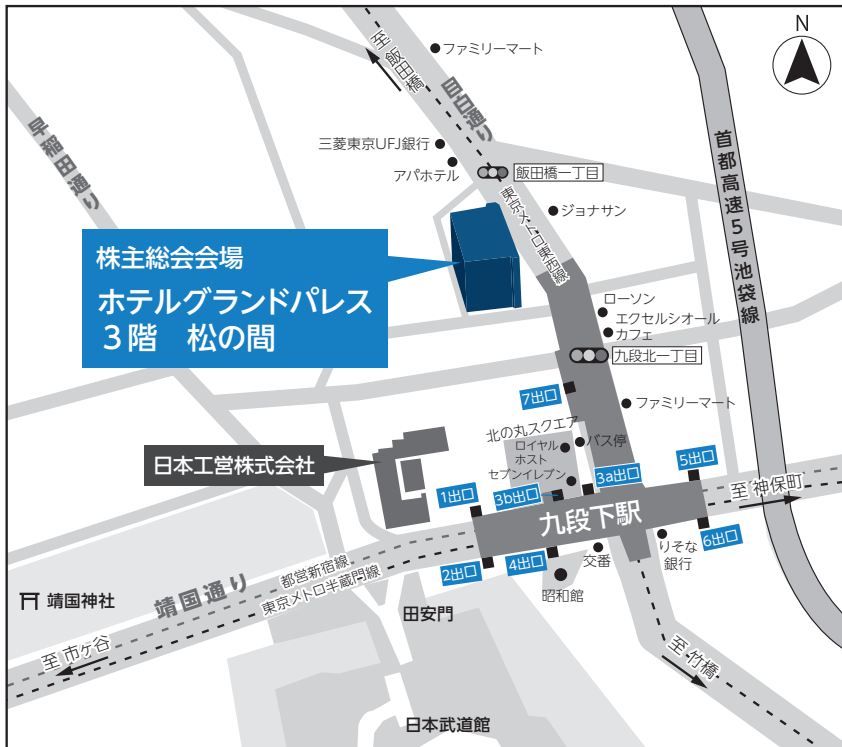 N
ファミリーマート
至 飯田橋
目白通り
早稲田通り
三菱東京UFJ銀行
アパホテル
飯田橋一丁目
首都高速5号池袋線
東京メトロ東西線
ジョナサン
株主総会会場
ホテルグランドパレス
3階 松の間
ローソン
エクセルシオール
カフェ
九段北一丁目
7出口
ファミリーマート
北の丸スクエア
バス停
ロイヤル
ホスト
セブンイレブン
日本工営株式会社
1出口
3b出口
3a出口
5出口
至 神保町
九段下駅
2出口
4出口
6出口
交番
りそな
銀行
昭和館
都営新宿線
東京メトロ半蔵門線
靖国通り
靖国神社
田安門
至 市ヶ谷
至 竹橋
日本武道館